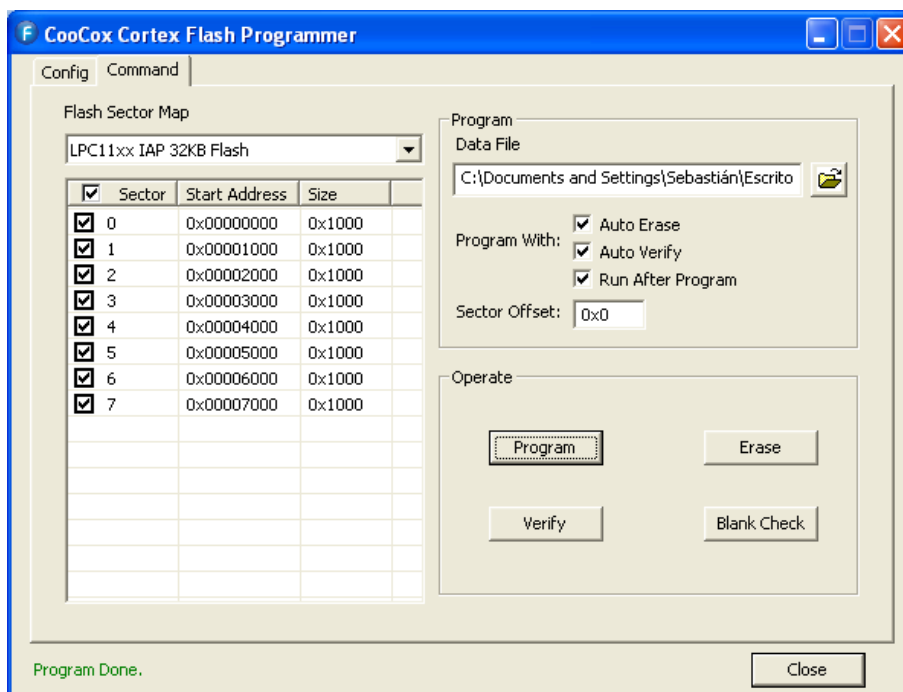 CooCox Cortex Flash Programmer
Config Command
Flash Sector Map
LPC11xx IAP 32KB Flash
Sector Start Address Size
0 0x00000000 0x1000
1 0x00001000 0x1000
2 0x00002000 0x1000
3 0x00003000 0x1000
4 0x00004000 0x1000
5 0x00005000 0x1000
6 0x00006000 0x1000
7 0x00007000 0x1000
Program
Data File
C:\Documents and Settings\Sebastián\Escrito
Program With:
Auto Erase
Auto Verify
Run After Program
Sector Offset: 0x0
Operate
Program Erase
Verify Blank Check
Program Done.
Close